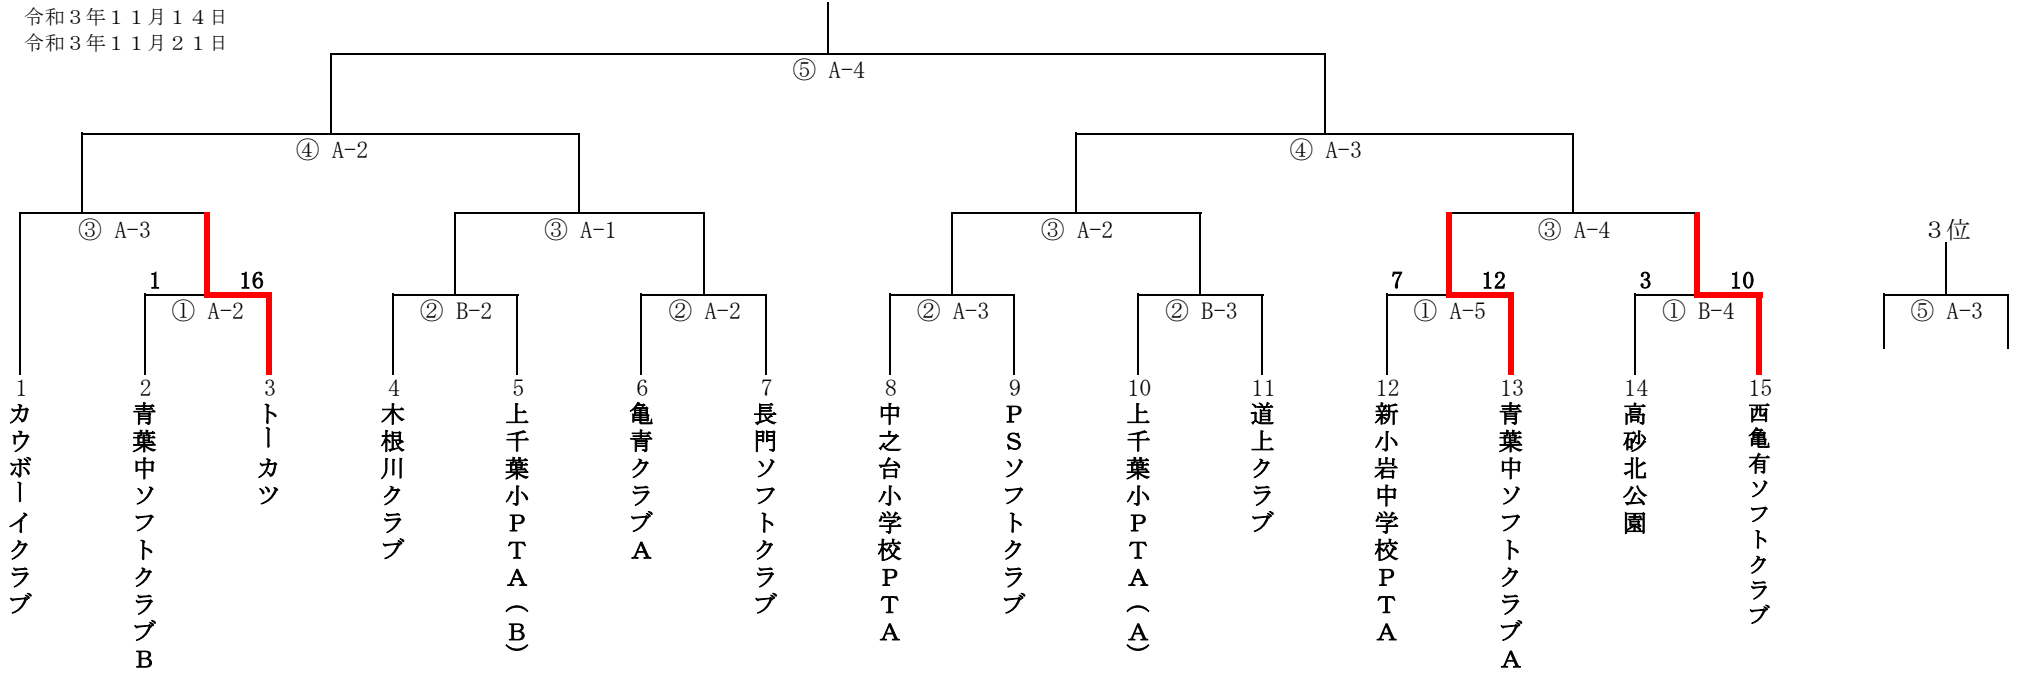 令和３年１１月１４日
令和３年１１月２１日
⑤ A-4
④ A-2
④ A-3
③ A-3
③ A-1
③ A-2
③ A-4
３位
1 16
7 12
3 10
① A-2
② B-2
② A-2
② A-3
② B-3
① A-5
① B-4
⑤ A-3
1
カウボーイクラブ
2
青葉中ソフトクラブＢ
3
トーカツ
4
木根川クラブ
5
上千葉小ＰＴＡ（Ｂ）
6
亀青クラブＡ
7
長門ソフトクラブ
8
中之台小学校ＰＴＡ
9
ＰＳソフトクラブ
10
上千葉小ＰＴＡ（Ａ）
11
道上クラブ
12
新小岩中学校ＰＴＡ
13
青葉中ソフトクラブＡ
14
高砂北公園
15
西亀有ソフトクラブ